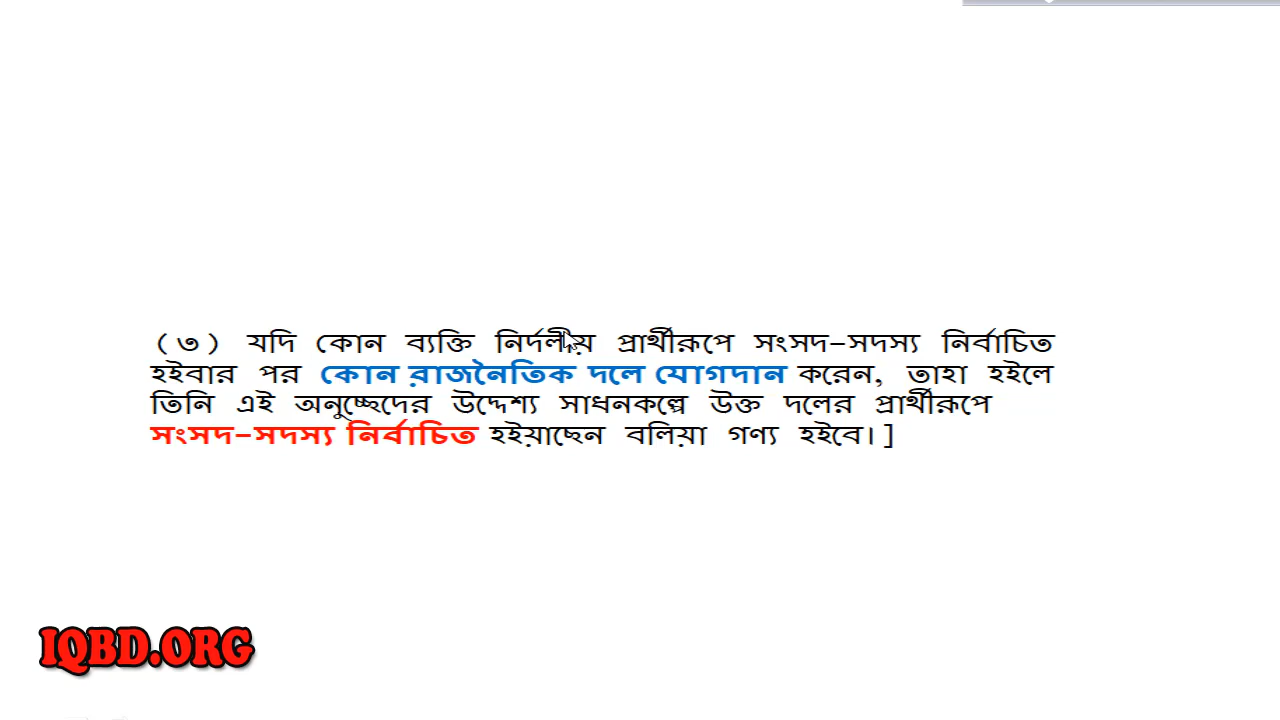 (৩) যদি কোন ব্যক্তি নির্দলীয় প্রার্থীরূপে সংসদ-সদস্য নির্বাচিত
হইবার পর কোন রাজনৈতিক দলে যোগদান করেন, তাহা হইলে
তিনি এই অনুচ্ছেদের উদ্দেশ্য সাধনকল্পে উক্ত দলের প্রার্থীরূপে
সংসদ-সদস্য নির্বাচিত হইয়াছেন বলিয়া গণ্য হইবে।]
IQBD.ORG